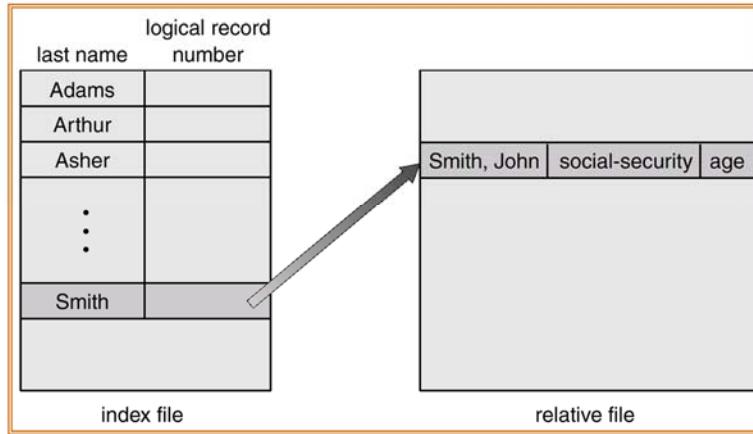 last name
logical record
number
Adams
Arthur
Asher
Smith
index file
Smith, John
social-security
age
relative file